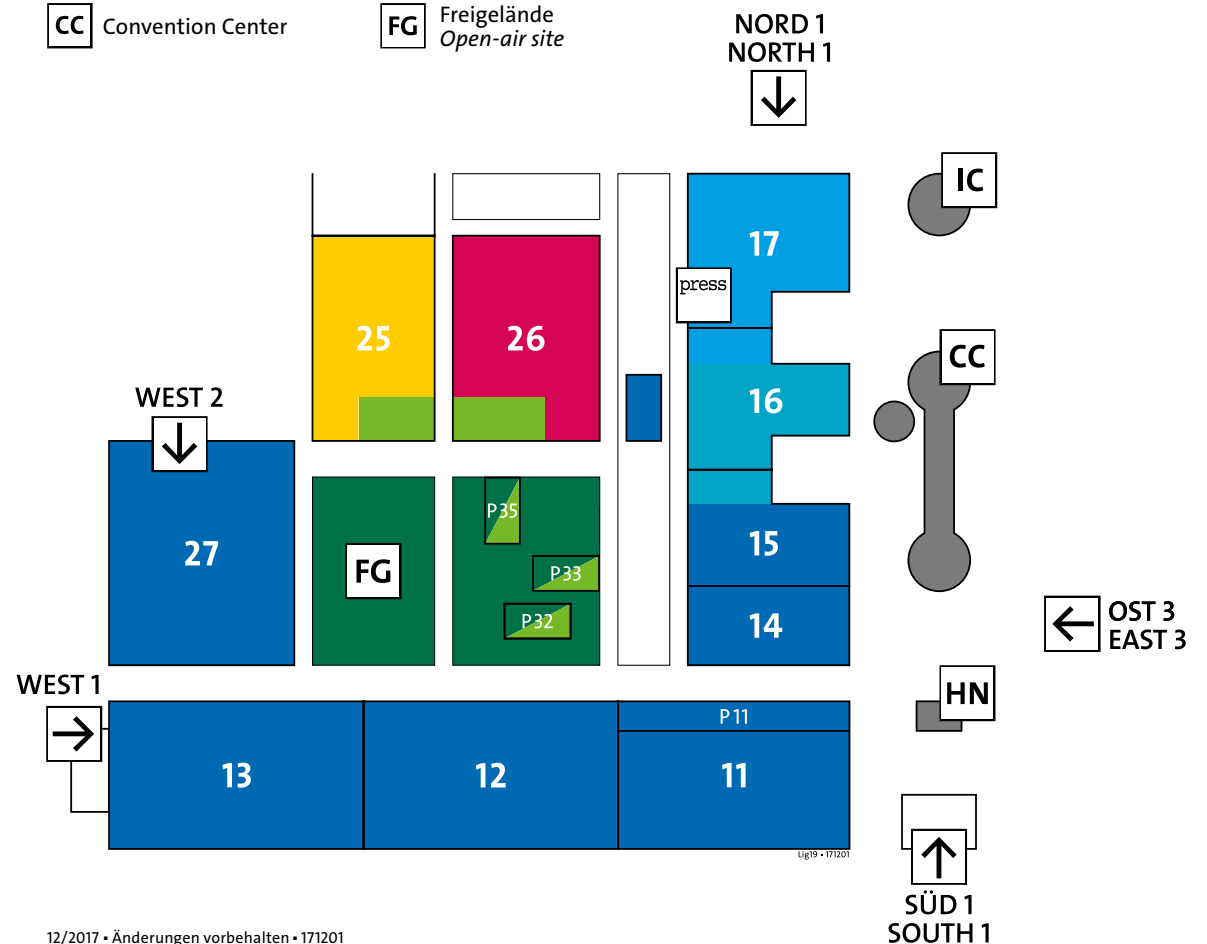 CC Convention Center
FG Freigelände
Open-air site
NORD 1
NORTH 1
IC
17
press
25
26
CC
16
WEST 2
P35
15
27
FG
P33
P32
14
OST 3
EAST 3
WEST 1
HN
P 11
13
12
11
Lig19 • 171201
SÜD 1
SOUTH 1
12/2017 ▪ Änderungen vorbehalten ▪ 171201